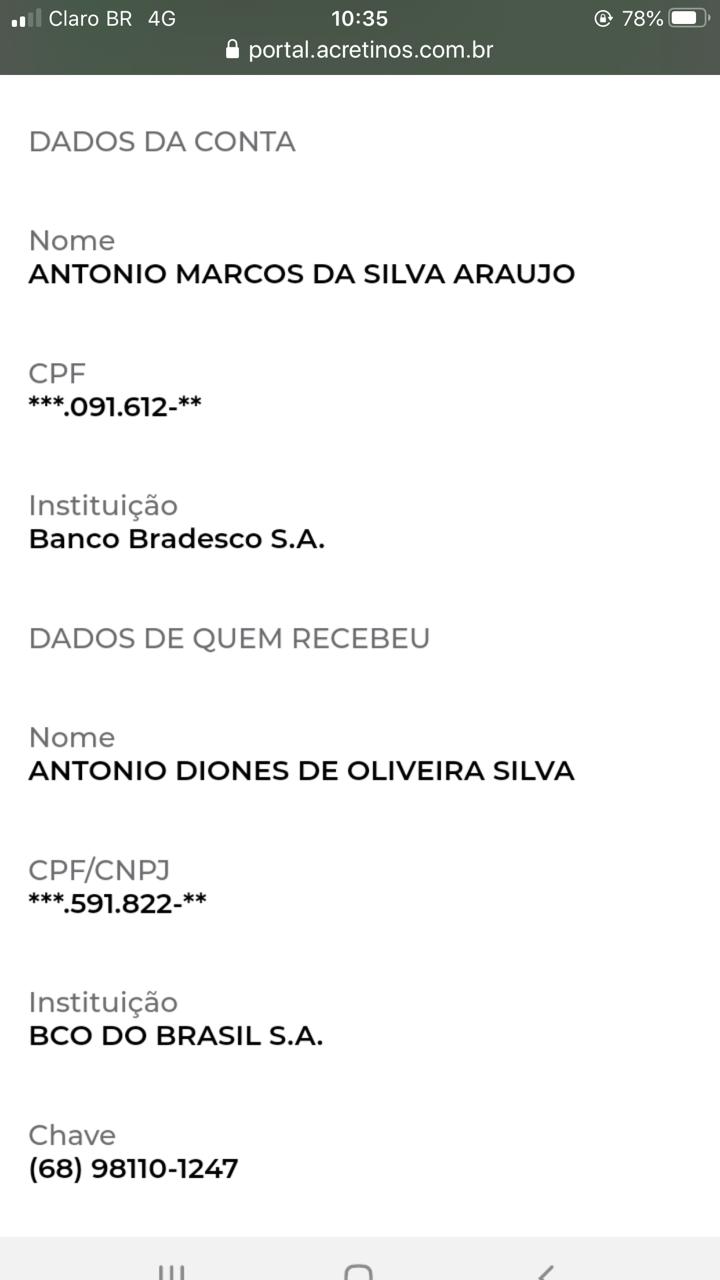 Claro BR 4G 10:35 78%
portal.acretinos.com.br
DADOS DA CONTA
Nome
ANTONIO MARCOS DA SILVA ARAUJO
CPF
***.091.612-**
Instituição
Banco Bradesco S.A.
DADOS DE QUEM RECEBEU
Nome
ANTONIO DIONES DE OLIVEIRA SILVA
CPF/CNPJ
***.591.822-**
Instituição
BCO DO BRASIL S.A.
Chave
(68) 98110-1247